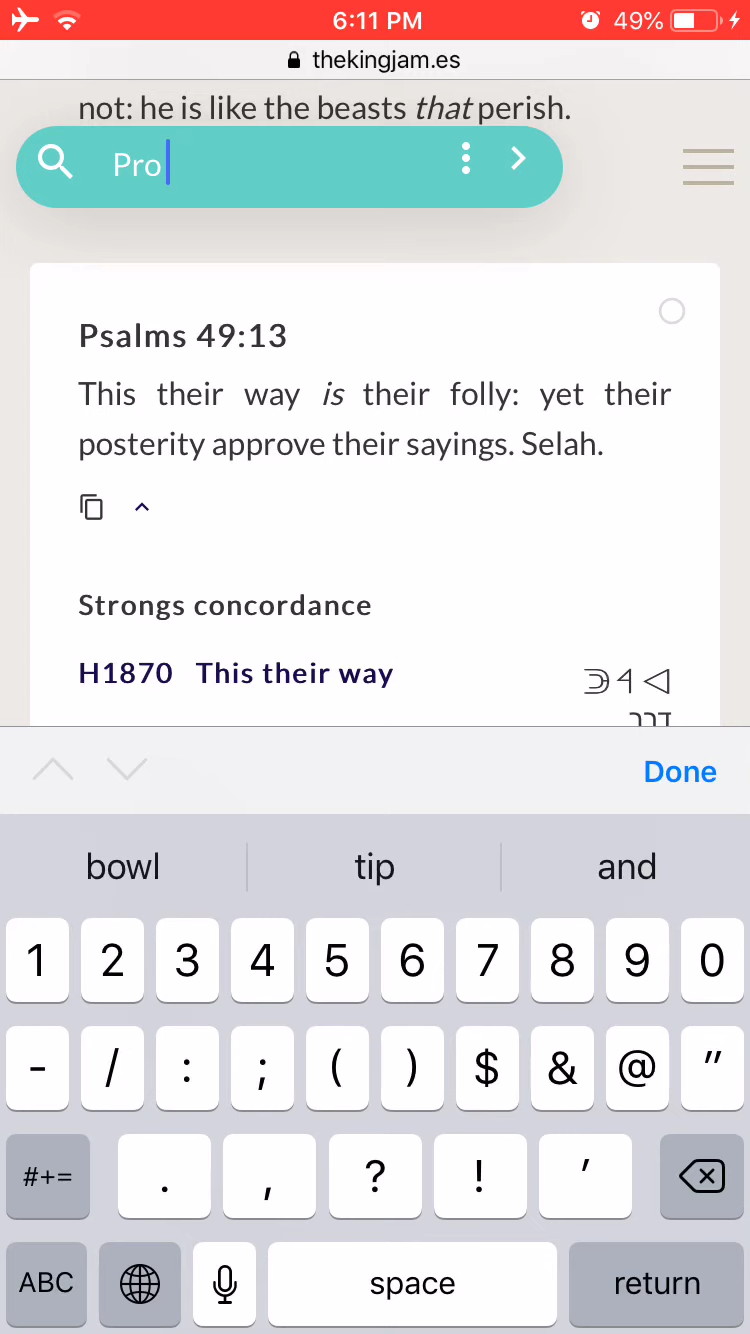 6:11 PM 49%
thekingjam.es
not: he is like the beasts that perish.
Pro
Psalms 49:13
This their way is their folly: yet their
posterity approve their sayings. Selah.
Strongs concordance
H1870 This their way 𐤃𐤓𐤊
דרך
Done
bowl tip and
1 2 3 4 5 6 7 8 9 0
- / : ; ( ) $ & @ "
#+= . , ? ! '
ABC space return